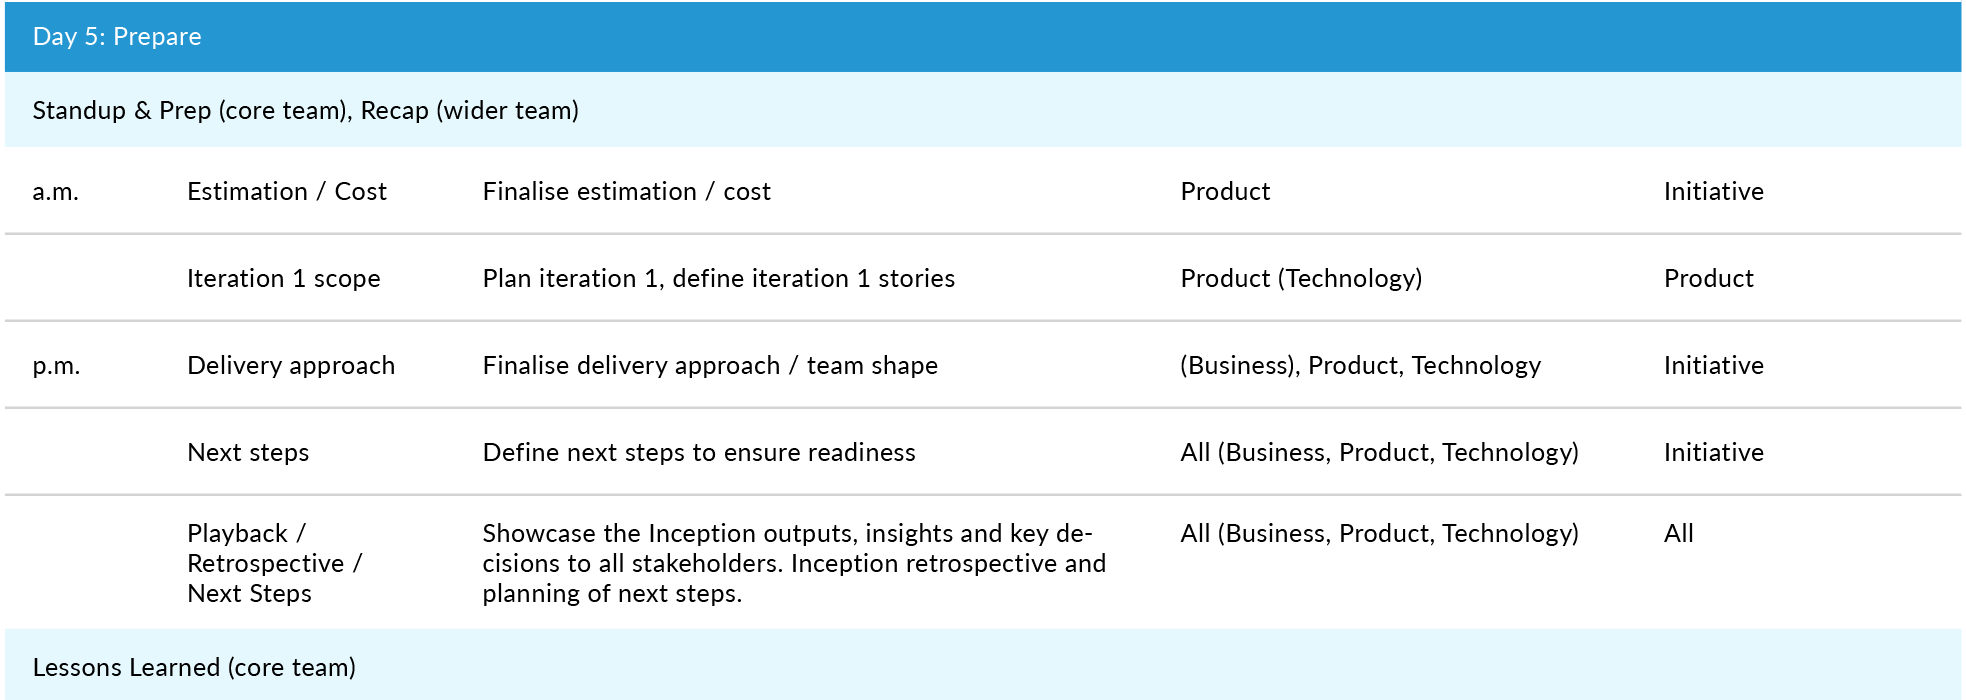 Day 5: Prepare
Standup & Prep (core team), Recap (wider team)
a.m. Estimation / Cost Finalise estimation / cost Product Initiative
Iteration 1 scope Plan iteration 1, define iteration 1 stories Product (Technology) Product
p.m. Delivery approach Finalise delivery approach / team shape (Business), Product, Technology Initiative
Next steps Define next steps to ensure readiness All (Business, Product, Technology) Initiative
Playback / Showcase the Inception outputs, insights and key de- All (Business, Product, Technology) All
Retrospective / cisions to all stakeholders. Inception retrospective and
Next Steps planning of next steps.
Lessons Learned (core team)